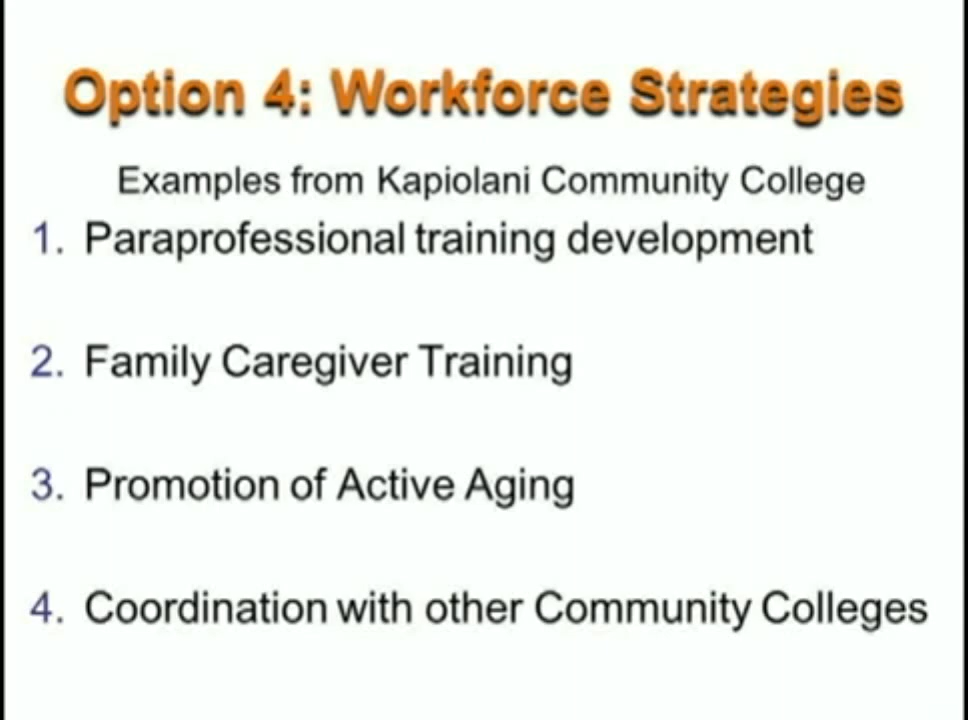 Option 4: Workforce Strategies
Examples from Kapiolani Community College
1. Paraprofessional training development
2. Family Caregiver Training
3. Promotion of Active Aging
4. Coordination with other Community Colleges